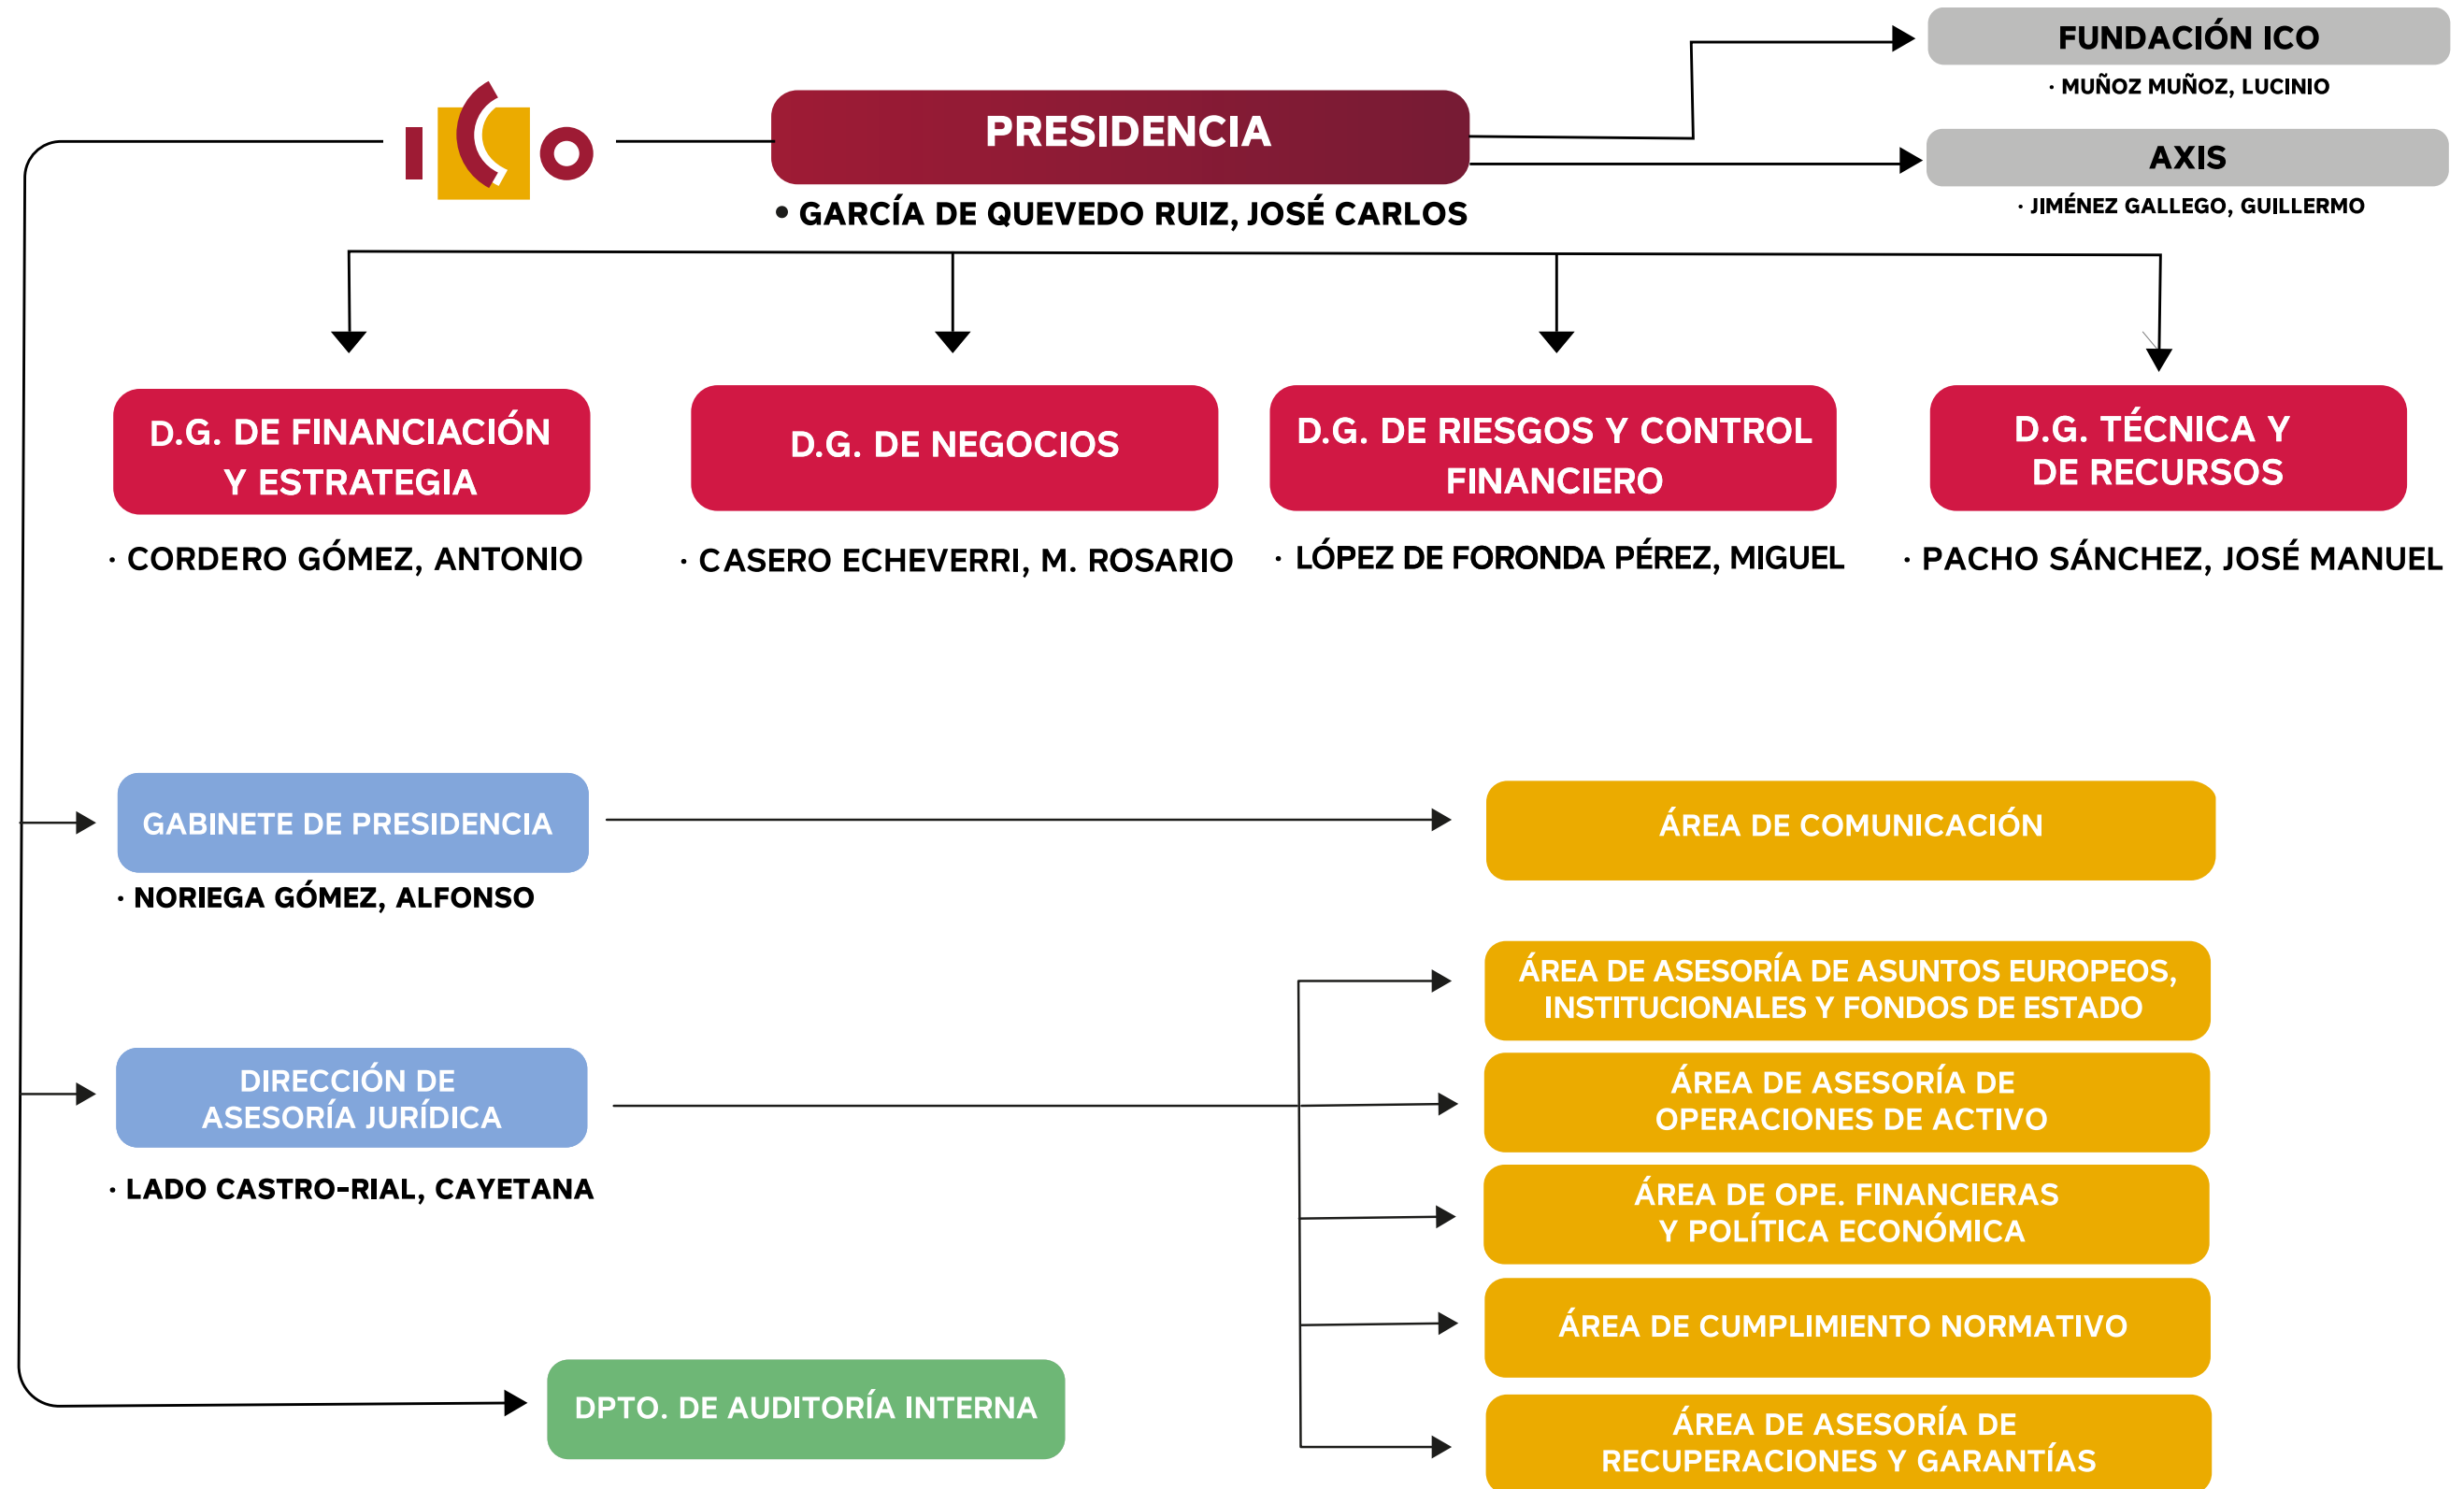 ICO
PRESIDENCIA
• GARCÍA DE QUEVEDO RUIZ, JOSÉ CARLOS
FUNDACIÓN ICO
· MUÑOZ MUÑOZ, LUCINIO
AXIS
· JIMÉNEZ GALLEGO, GUILLERMO
D.G. DE FINANCIACIÓN
Y ESTRATEGIA
· CORDERO GÓMEZ, ANTONIO
D.G. DE NEGOCIOS
· CASERO ECHEVERRI, M. ROSARIO
D.G. DE RIESGOS Y CONTROL
FINANCIERO
· LÓPEZ DE FORONDA PÉREZ, MIGUEL
D.G. TÉCNICA Y
DE RECURSOS
· PACHO SÁNCHEZ, JOSÉ MANUEL
GABINETE DE PRESIDENCIA
· NORIEGA GÓMEZ, ALFONSO
ÁREA DE COMUNICACIÓN
DIRECCIÓN DE
ASESORÍA JURÍDICA
· LADO CASTRO-RIAL, CAYETANA
ÁREA DE ASESORÍA DE ASUNTOS EUROPEOS,
INSTITUCIONALES Y FONDOS DE ESTADO
ÁREA DE ASESORÍA DE
OPERACIONES DE ACTIVO
ÁREA DE OPE. FINANCIERAS
Y POLÍTICA ECONÓMICA
ÁREA DE CUMPLIMIENTO NORMATIVO
ÁREA DE ASESORÍA DE
RECUPERACIONES Y GARANTÍAS
DPTO. DE AUDITORÍA INTERNA